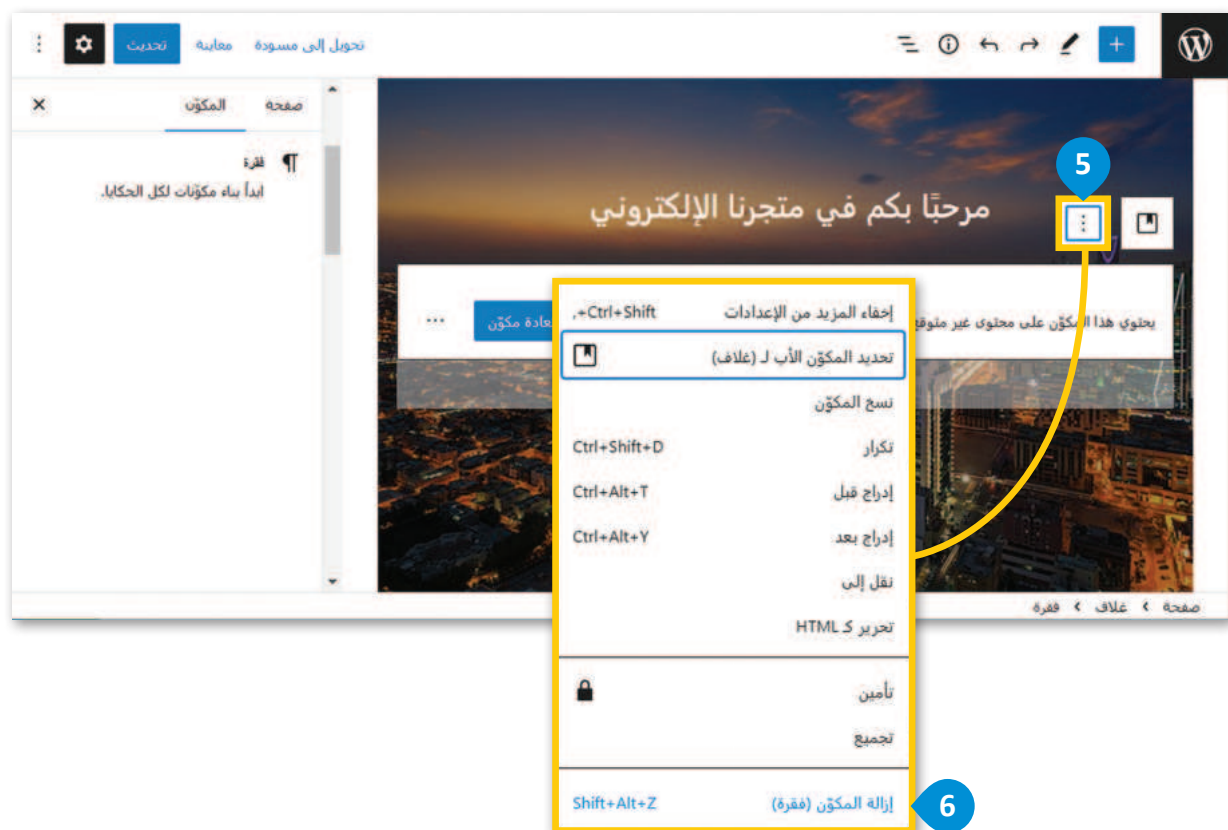 تحويل إلى مسودة
معاينة
تحديث
صفحة
المكوّن
فقرة
ابدأ بناء مكوّنات لكل الحكايا.
5
مرحبًا بكم في متجرنا الإلكتروني
يحتوي هذا المكوّن على محتوى غير
مكوّن
إخفاء المزيد من الإعدادات Ctrl+Shift+,
تحديد المكوّن الأب لـ (غلاف)
نسخ المكوّن
تكرار Ctrl+Shift+D
إدراج قبل Ctrl+Alt+T
إدراج بعد Ctrl+Alt+Y
نقل إلى
تحرير كـ HTML
تأمين
تجميع
إزالة المكوّن (فقرة) Shift+Alt+Z
6
صفحة › غلاف › فقرة